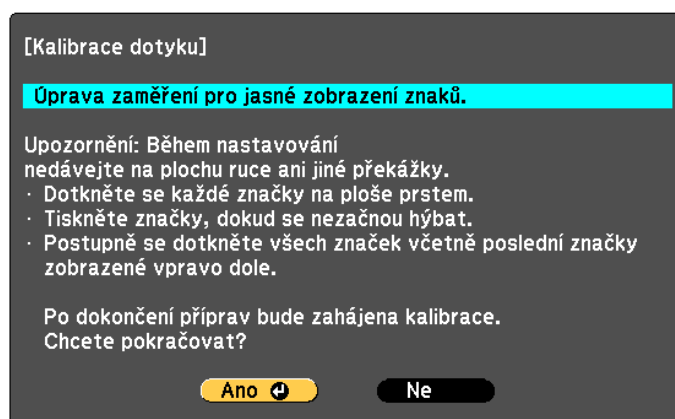 [Kalibrace dotyku]
Úprava zaměření pro jasné zobrazení znaků.
Upozornění: Během nastavování
nedávejte na plochu ruce ani jiné překážky.
· Dotkněte se každé značky na ploše prstem.
· Tiskněte značky, dokud se nezačnou hýbat.
· Postupně se dotkněte všech značek včetně poslední značky
zobrazené vpravo dole.
Po dokončení příprav bude zahájena kalibrace.
Chcete pokračovat?
Ano Ne